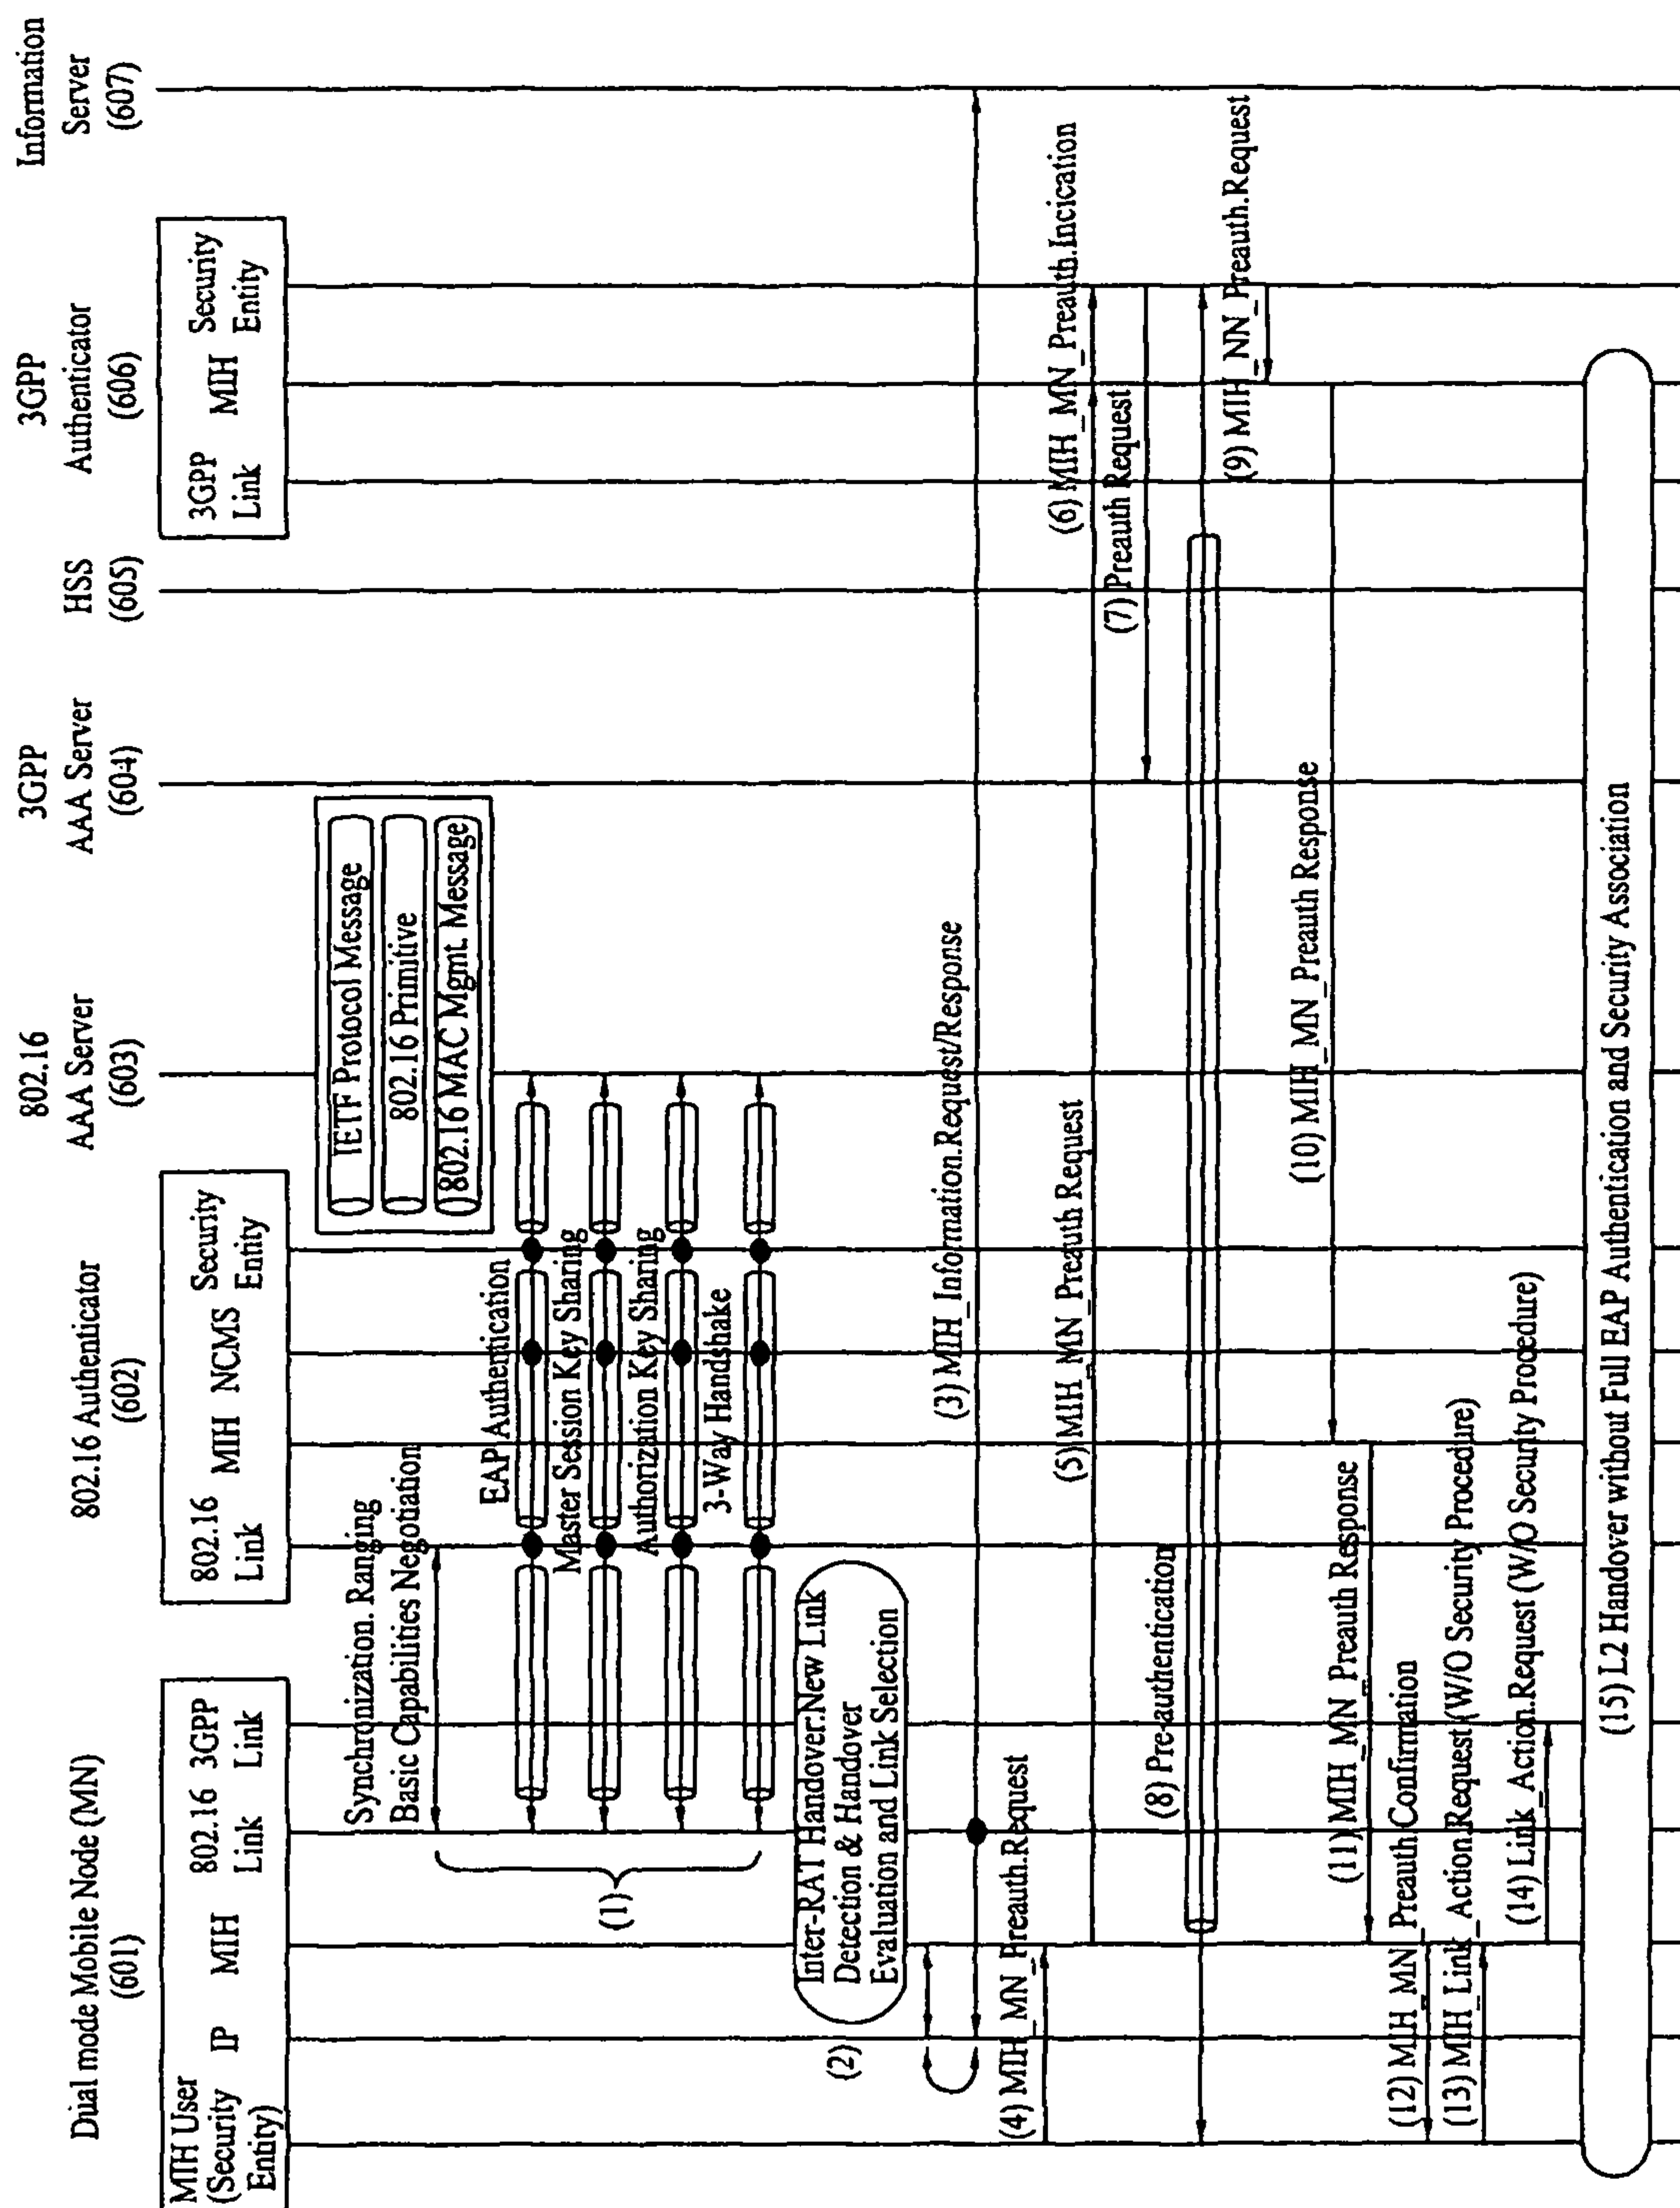 Dual mode Mobile Node (MN)
(601)
MIH User
(Security
Entity)
IP
MIH
802.16
Link
3GPP
Link
802.16 Authenticator
(602)
802.16
Link
MIH
NCMS
Security
Entity
802.16
AAA Server
(603)
3GPP
AAA Server
(604)
HSS
(605)
3GPP
Authenticator
(606)
3GPP
Link
MIH
Security
Entity
Information
Server
(607)
IETF Protocol Message
802.16 Primitive
802.16 MAC Mgmt. Message
Synchronization. Ranging
Basic Capabilities Negotiation
EAP Authentication
Master Session Key Sharing
Authorization Key Sharing
3-Way Handshake
(1)
Inter-RAT Handover.New Link
Detection & Handover
Evaluation and Link Selection
(2)
(3) MIH_Information.Request/Response
(4) MIH_MN_Preauth.Request
(5) MIH_MN_Preauth Request
(6) MIH_MN_Preauth.Incication
(7) Preauth Request
(8) Pre-authentication
(9) MIH_NN_Preauth.Request
(10) MIH_MN_Preauth Response
(11) MIH_MN_Preauth Response
(12) MIH_MN_Preauth.Confirmation
(13) MIH_Link_Action.Request (W/O Security Procedure)
(14) Link_Action.Request (W/O Security Procedure)
(15) L2 Handover without Full EAP Authentication and Security Association